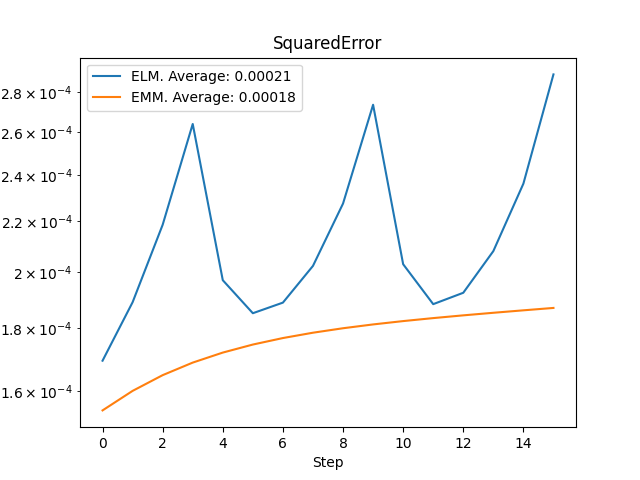 SquaredError
ELM. Average: 0.00021
EMM. Average: 0.00018
2.8 × 10⁻⁴
2.6 × 10⁻⁴
2.4 × 10⁻⁴
2.2 × 10⁻⁴
2 × 10⁻⁴
1.8 × 10⁻⁴
1.6 × 10⁻⁴
0 2 4 6 8 10 12 14
Step